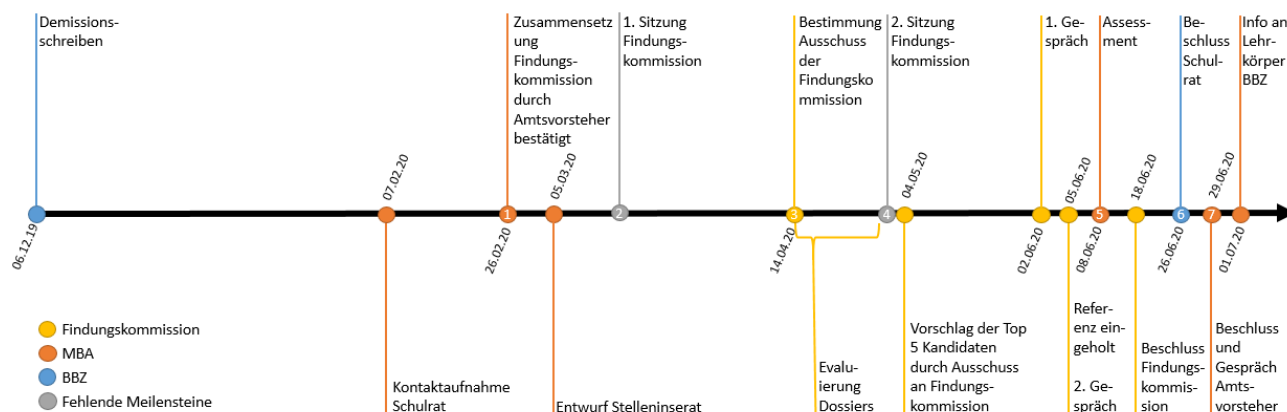 Demissions-
schreiben
Zusammensetz
ung
Findungs-
kommission
durch
Amtsvorsteher
bestätigt
1. Sitzung
Findungs-
kommission
Bestimmung
Ausschuss
der
Findungsko
mmission
2. Sitzung
Findungs-
kommission
1. Ge-
spräch
Assess-
ment
Be-
schluss
Schul-
rat
Info an
Lehr-
körper
BBZ
07.02.20
05.03.20
04.05.20
05.06.20
18.06.20
29.06.20
1
2
3
4
5
6
7
06.12.19
26.02.20
14.04.20
02.06.20
08.06.20
26.06.20
01.07.20
Findungskommission
MBA
BBZ
Fehlende Meilensteine
Kontaktaufnahme
Schulrat
Entwurf Stelleninserat
Evalu-
ierung
Dossiers
Vorschlag der Top
5 Kandidaten
durch Ausschuss
an Findungs-
kommission
Referenz ein-
geholt
2. Ge-
spräch
Beschluss
Findungs-
kommis-
sion
Beschluss
und
Gespräch
Amts-
vorsteher